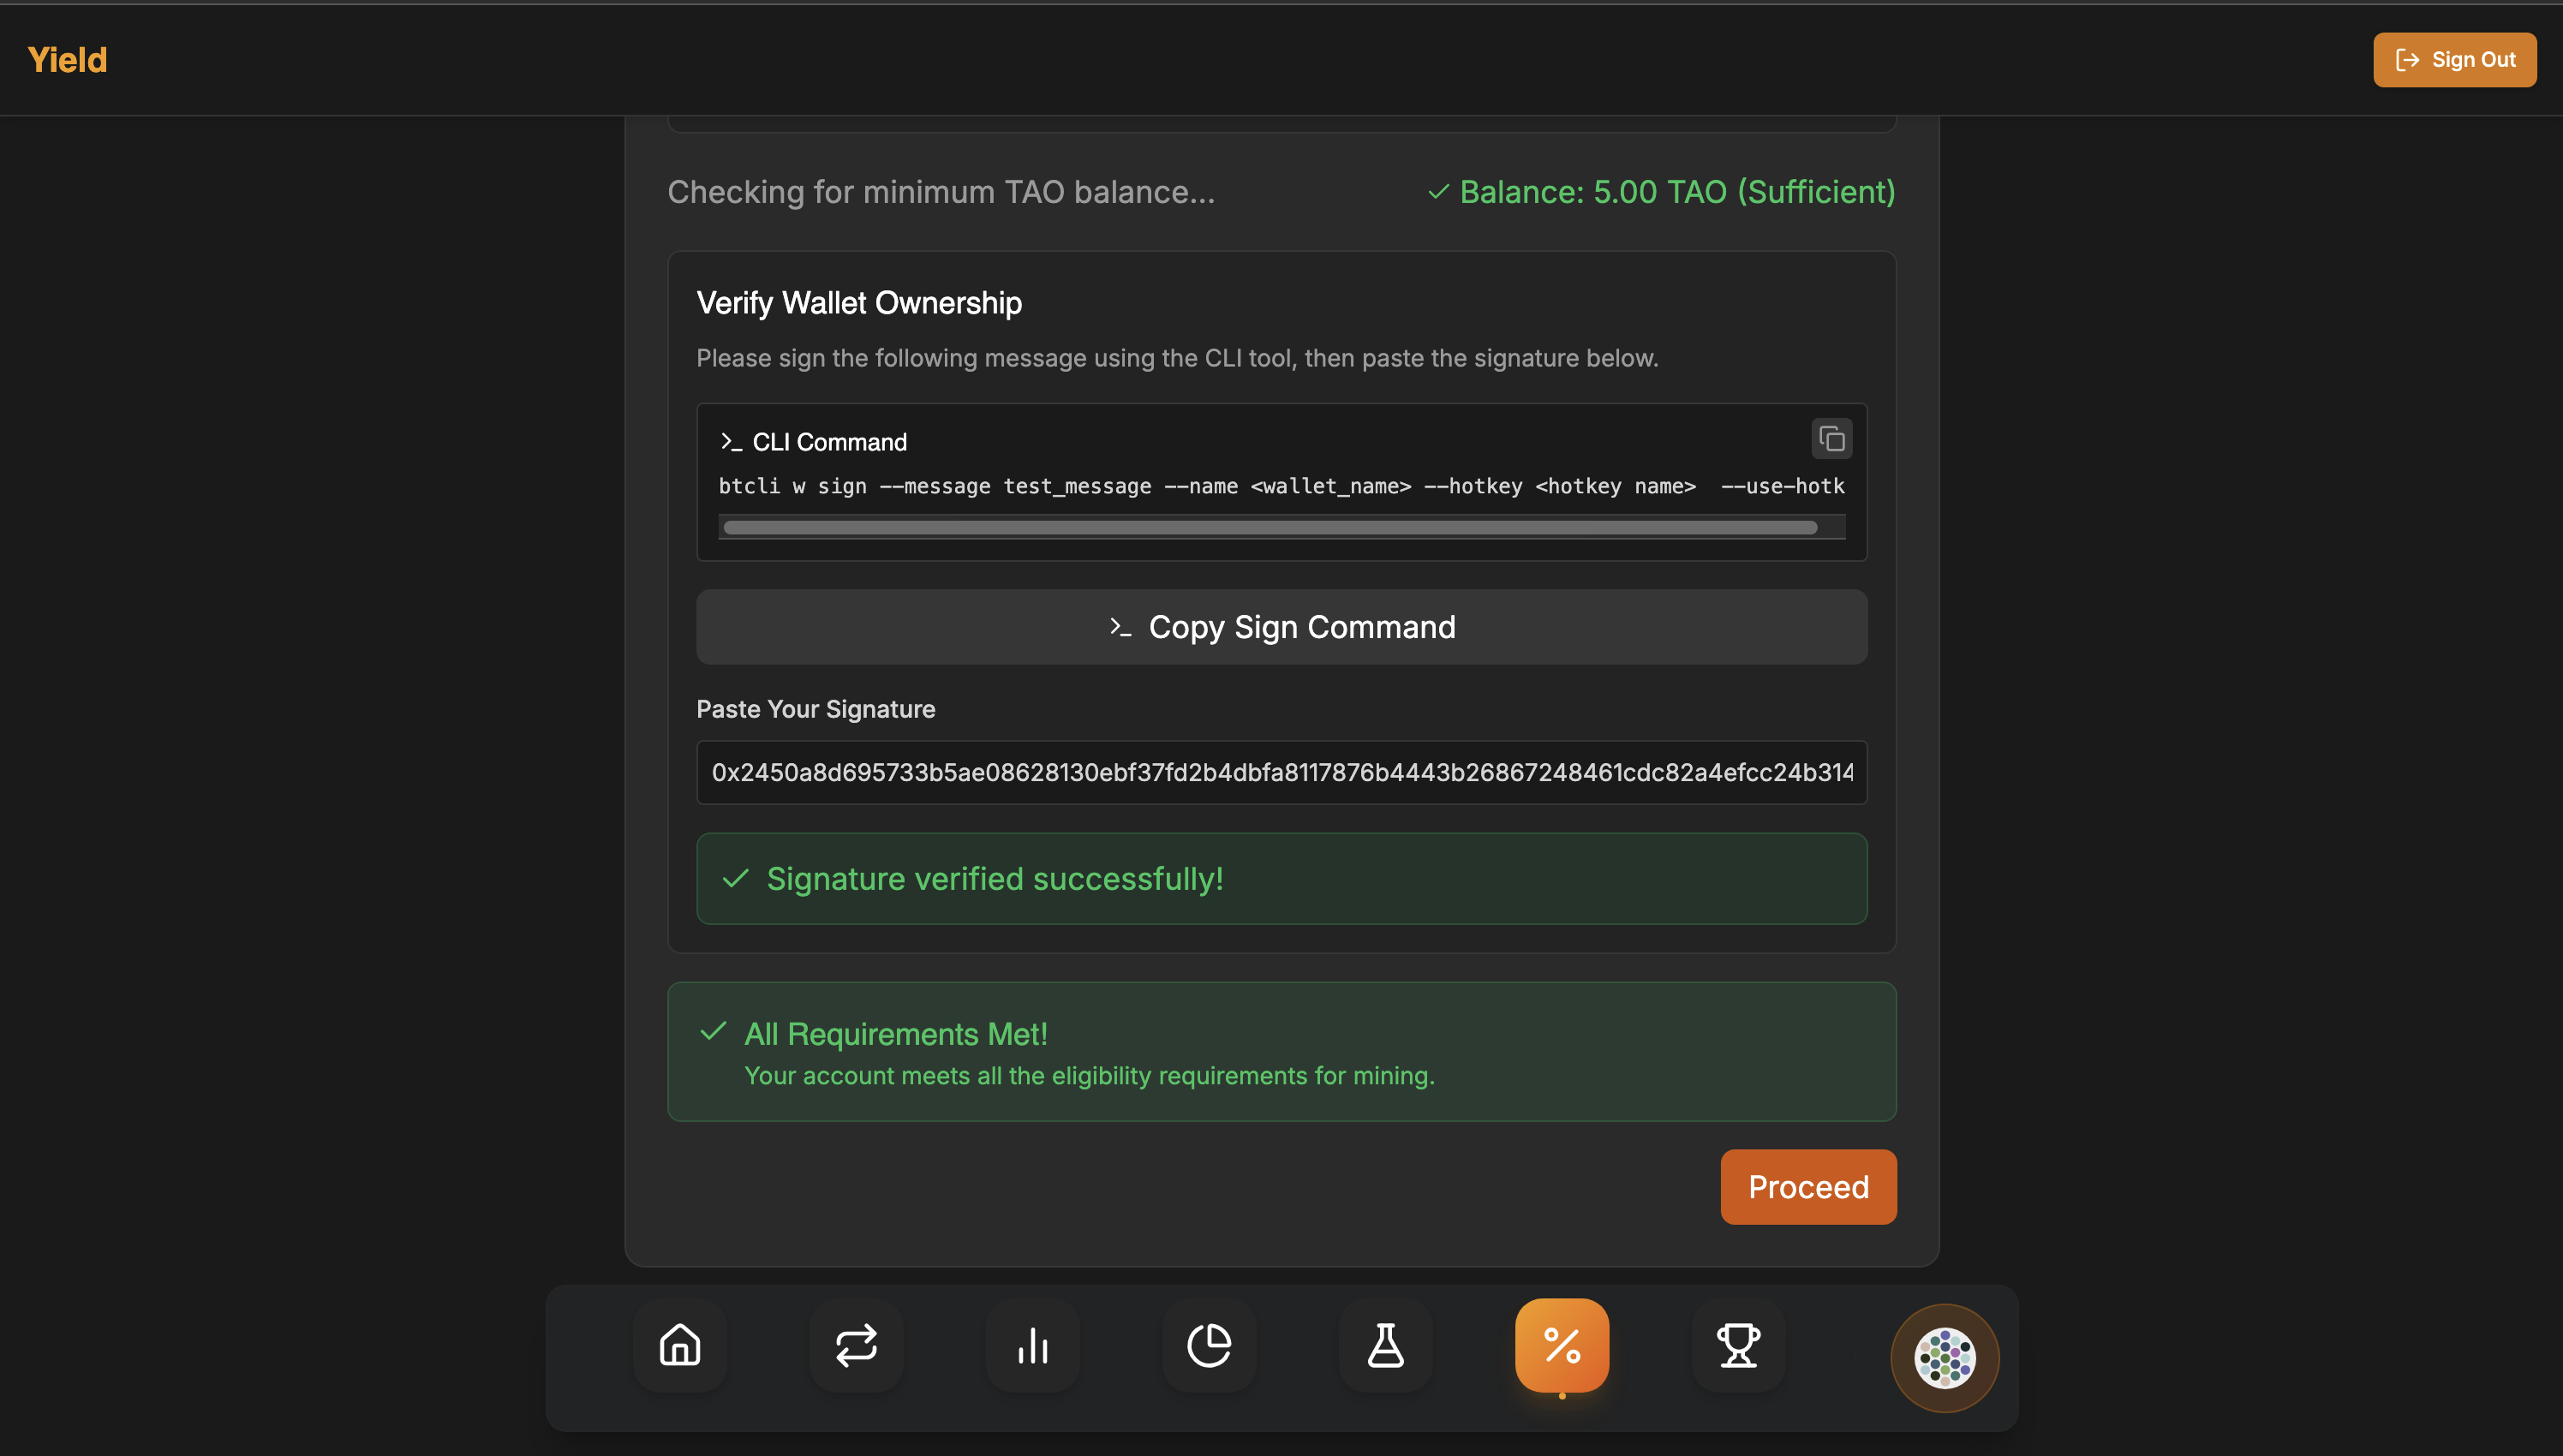 Yield
Sign Out
Checking for minimum TAO balance...
Balance: 5.00 TAO (Sufficient)
Verify Wallet Ownership
Please sign the following message using the CLI tool, then paste the signature below.
CLI Command
btcli w sign --message test_message --name <wallet_name> --hotkey <hotkey name>  --use-hotk
Copy Sign Command
Paste Your Signature
0x2450a8d695733b5ae08628130ebf37fd2b4dbfa8117876b4443b26867248461cdc82a4efcc24b314
Signature verified successfully!
All Requirements Met!
Your account meets all the eligibility requirements for mining.
Proceed